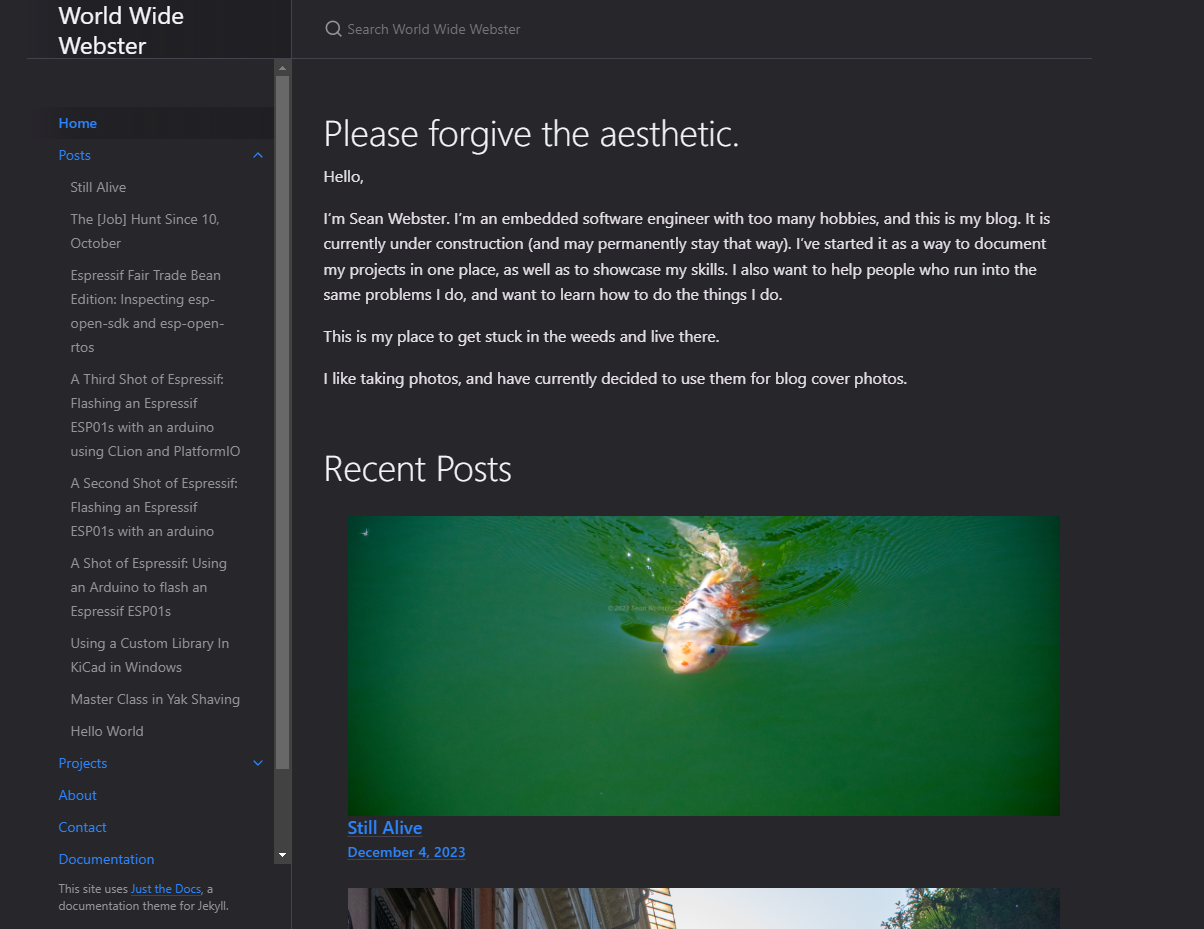 World Wide
Webster
Search World Wide Webster
Home
Posts
Still Alive
The [Job] Hunt Since 10,
October
Espressif Fair Trade Bean
Edition: Inspecting esp-
open-sdk and esp-open-
rtos
A Third Shot of Espressif:
Flashing an Espressif
ESP01s with an arduino
using CLion and PlatformIO
A Second Shot of Espressif:
Flashing an Espressif
ESP01s with an arduino
A Shot of Espressif: Using
an Arduino to flash an
Espressif ESP01s
Using a Custom Library In
KiCad in Windows
Master Class in Yak Shaving
Hello World
Projects
About
Contact
Documentation
This site uses Just the Docs, a
documentation theme for Jekyll.
Please forgive the aesthetic.
Hello,
I’m Sean Webster. I’m an embedded software engineer with too many hobbies, and this is my blog. It is
currently under construction (and may permanently stay that way). I’ve started it as a way to document
my projects in one place, as well as to showcase my skills. I also want to help people who run into the
same problems I do, and want to learn how to do the things I do.
This is my place to get stuck in the weeds and live there.
I like taking photos, and have currently decided to use them for blog cover photos.
Recent Posts
©2023 Sean Webster
Still Alive
December 4, 2023